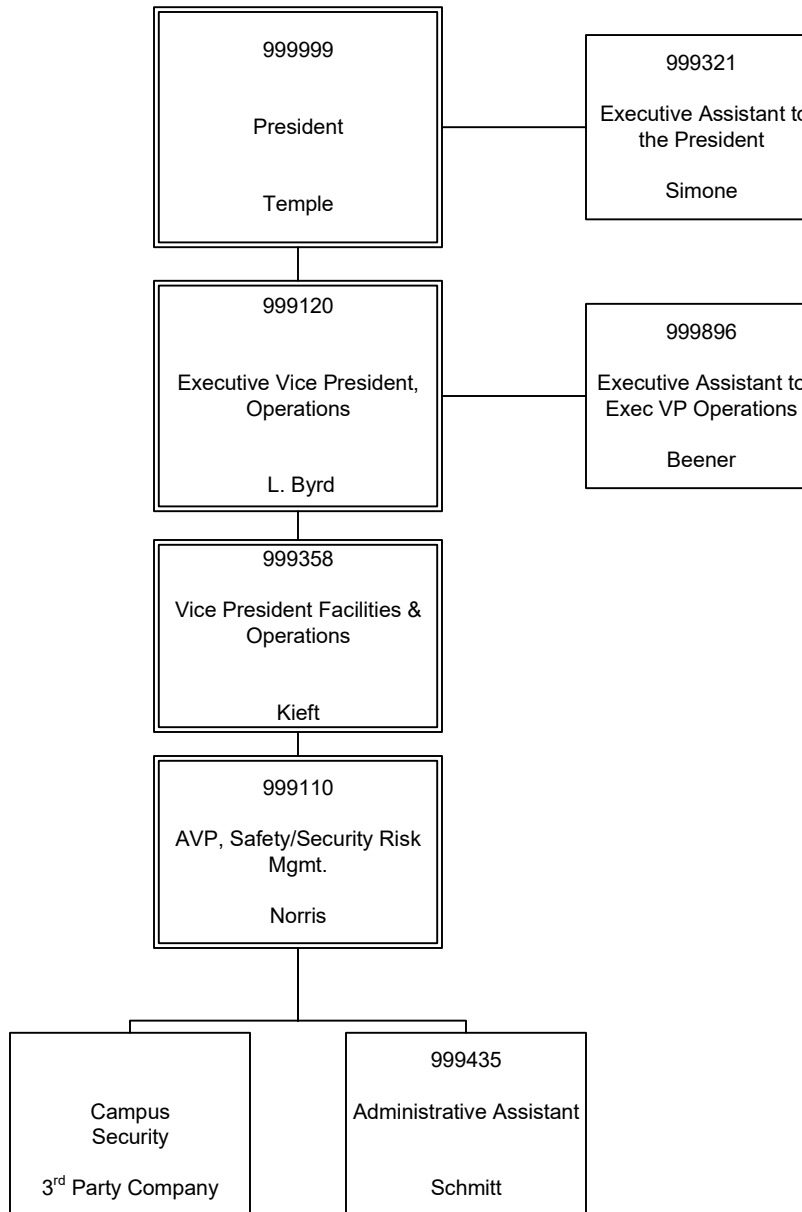 999999
President
Temple
999321
Executive Assistant to
the President
Simone
999120
Executive Vice President,
Operations
L. Byrd
999896
Executive Assistant to
Exec VP Operations
Beener
999358
Vice President Facilities &
Operations
Kieft
999110
AVP, Safety/Security Risk
Mgmt.
Norris
Campus
Security
3rd Party Company
999435
Administrative Assistant
Schmitt